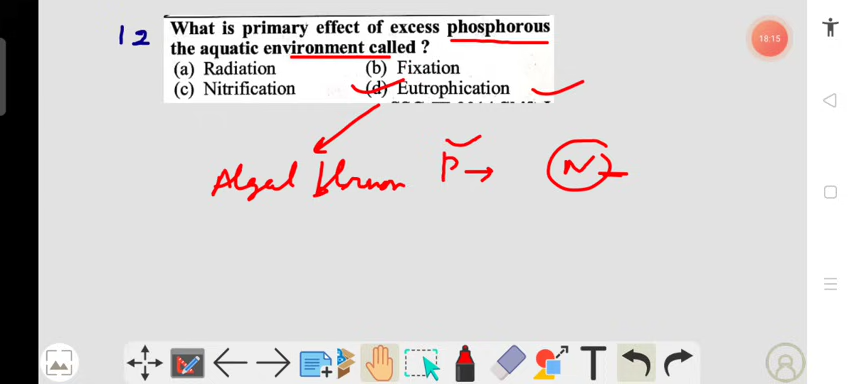 12
What is primary effect of excess phosphorous
the aquatic environment called ?
(a) Radiation (b) Fixation
(c) Nitrification (d) Eutrophication
Algal bloom P → N2
18:15
T